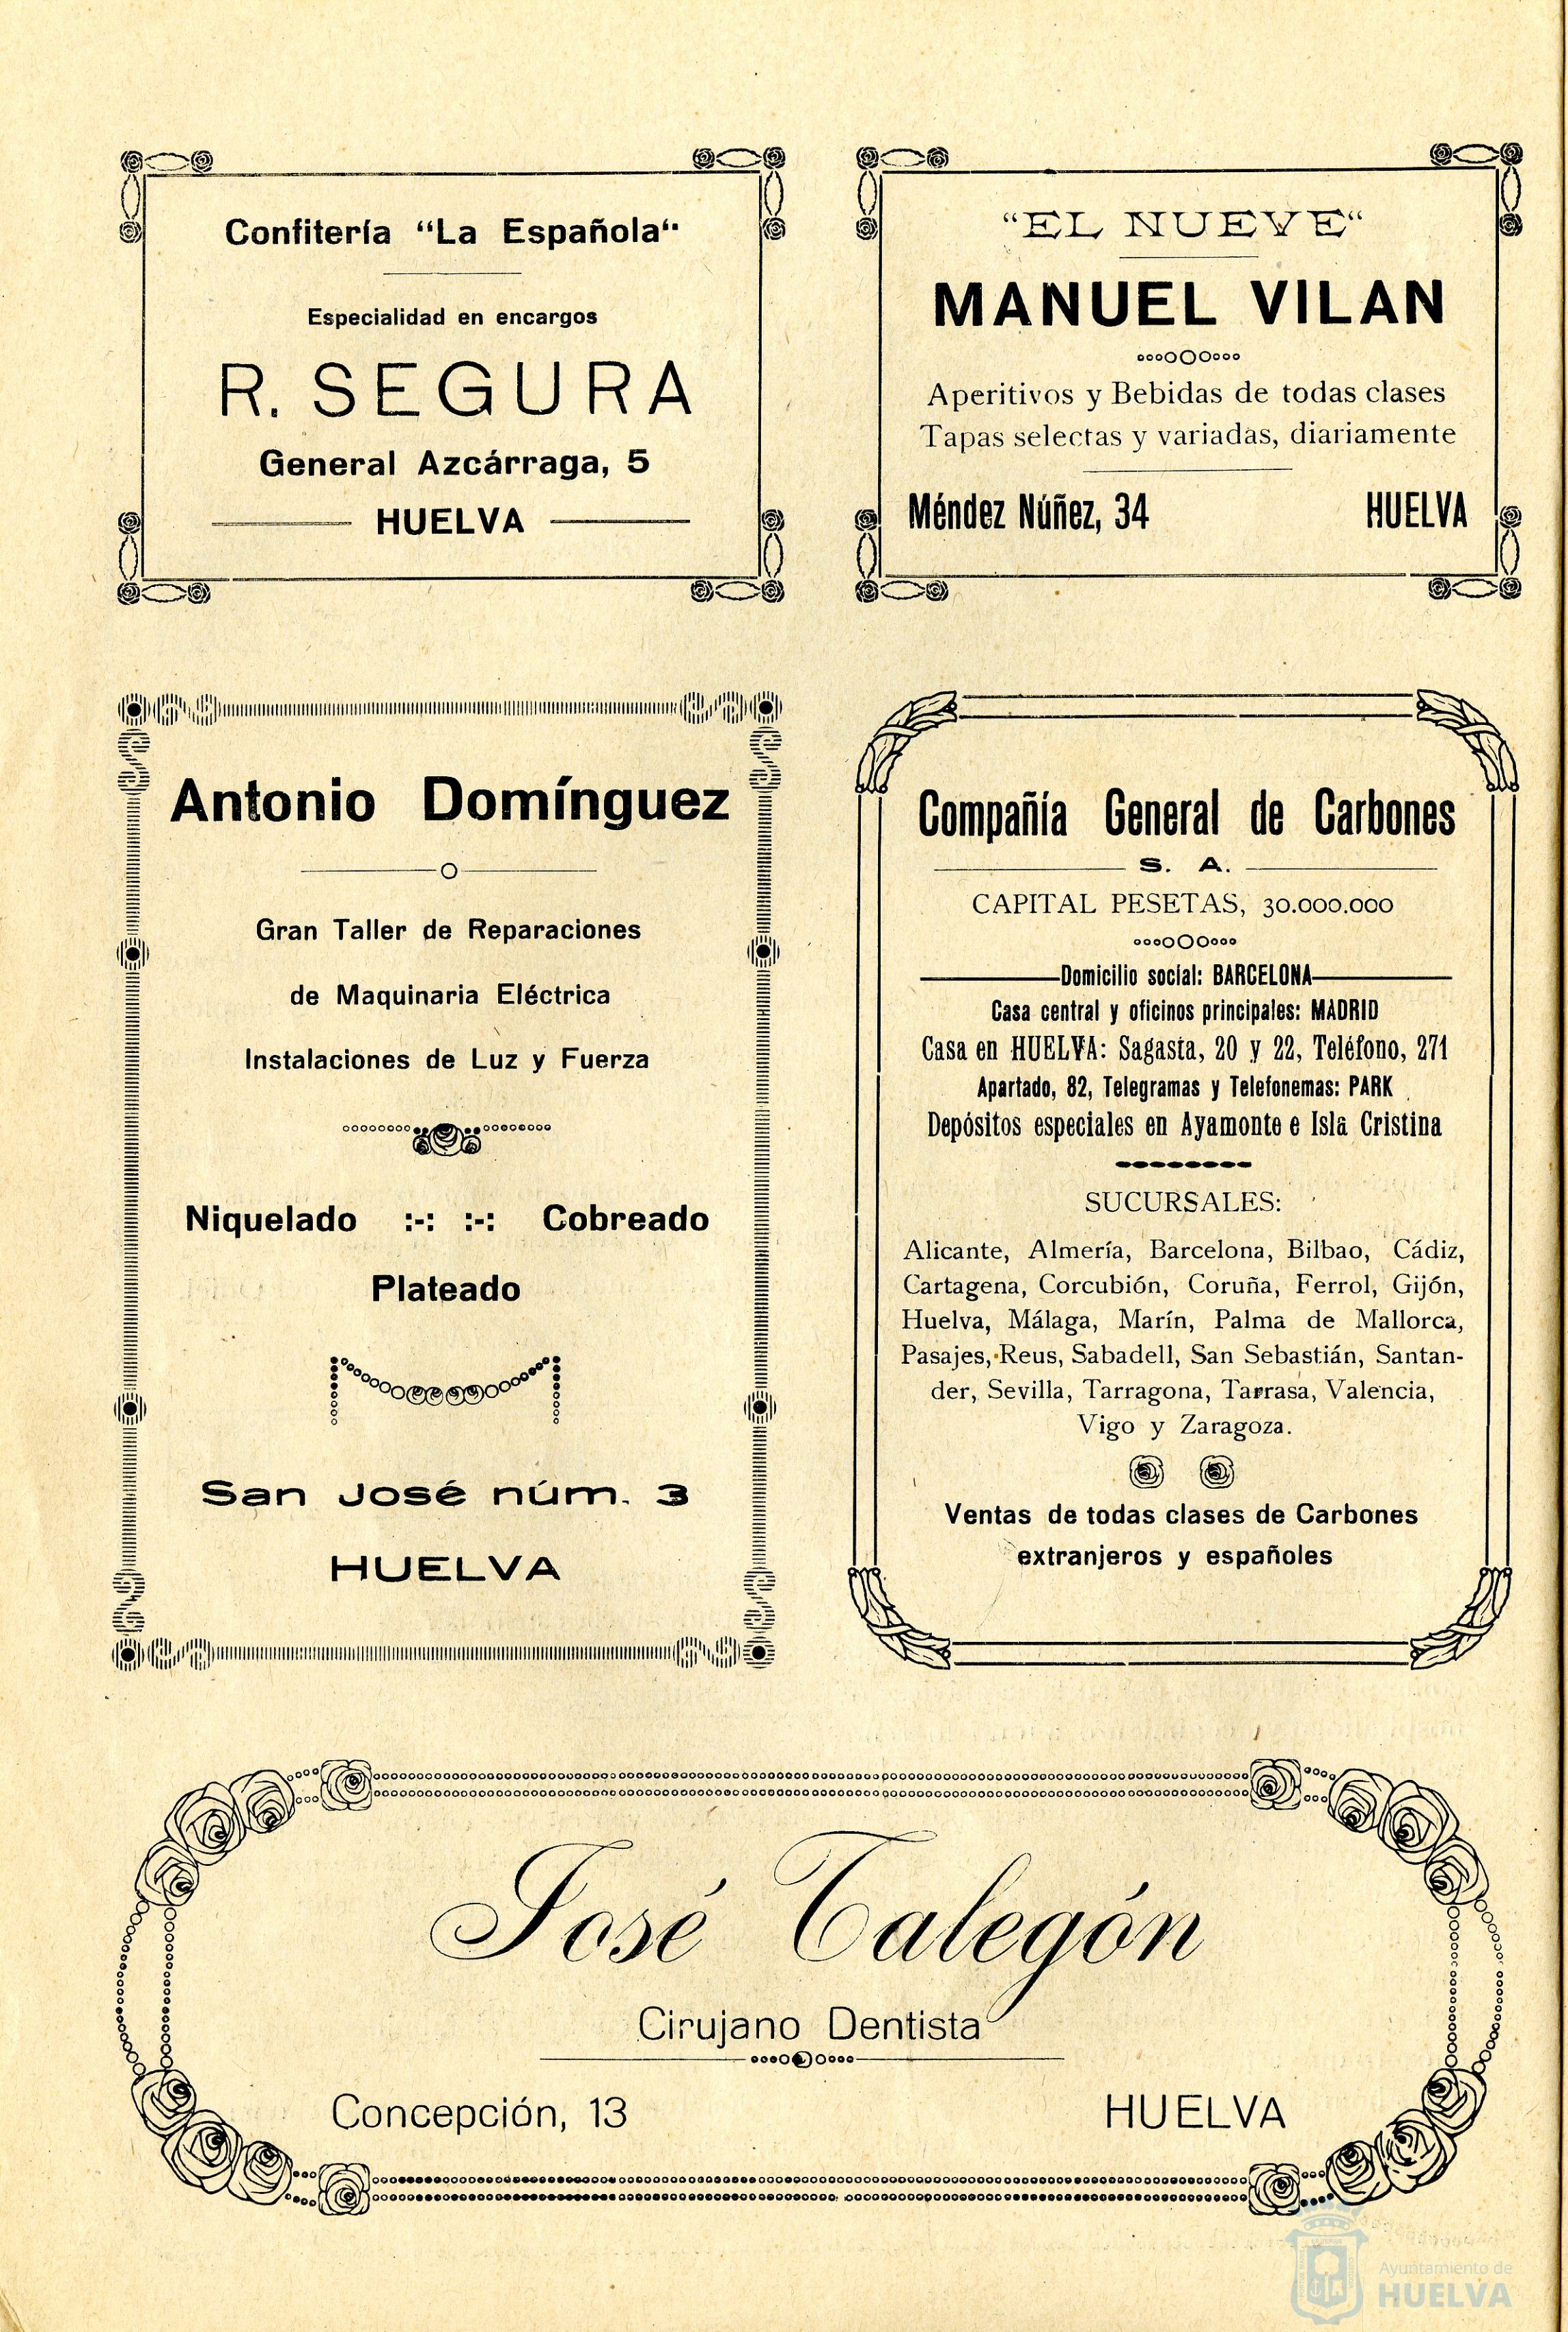 Confitería “La Española“
Especialidad en encargos
R. SEGURA
General Azcárraga, 5
HUELVA
“EL NUEVE“
MANUEL VILAN
Aperitivos y Bebidas de todas clases
Tapas selectas y variadas, diariamente
Méndez Núñez, 34 HUELVA
Antonio Domínguez
Gran Taller de Reparaciones
de Maquinaria Eléctrica
Instalaciones de Luz y Fuerza
Niquelado :-: :-: Cobreado
Plateado
San José núm. 3
HUELVA
Compañía General de Carbones
S. A.
CAPITAL PESETAS, 30.000.000
Domicilio social: BARCELONA
Casa central y oficinos principales: MADRID
Casa en HUELVA: Sagasta, 20 y 22, Teléfono, 271
Apartado, 82, Telegramas y Telefonemas: PARK
Depósitos especiales en Ayamonte e Isla Cristina
SUCURSALES:
Alicante, Almería, Barcelona, Bilbao, Cádiz,
Cartagena, Corcubión, Coruña, Ferrol, Gijón,
Huelva, Málaga, Marín, Palma de Mallorca,
Pasajes, Reus, Sabadell, San Sebastián, Santan-
der, Sevilla, Tarragona, Tarrasa, Valencia,
Vigo y Zaragoza.
Ventas de todas clases de Carbones
extranjeros y españoles
José Talegón
Cirujano Dentista
Concepción, 13 HUELVA
Ayuntamiento de
HUELVA